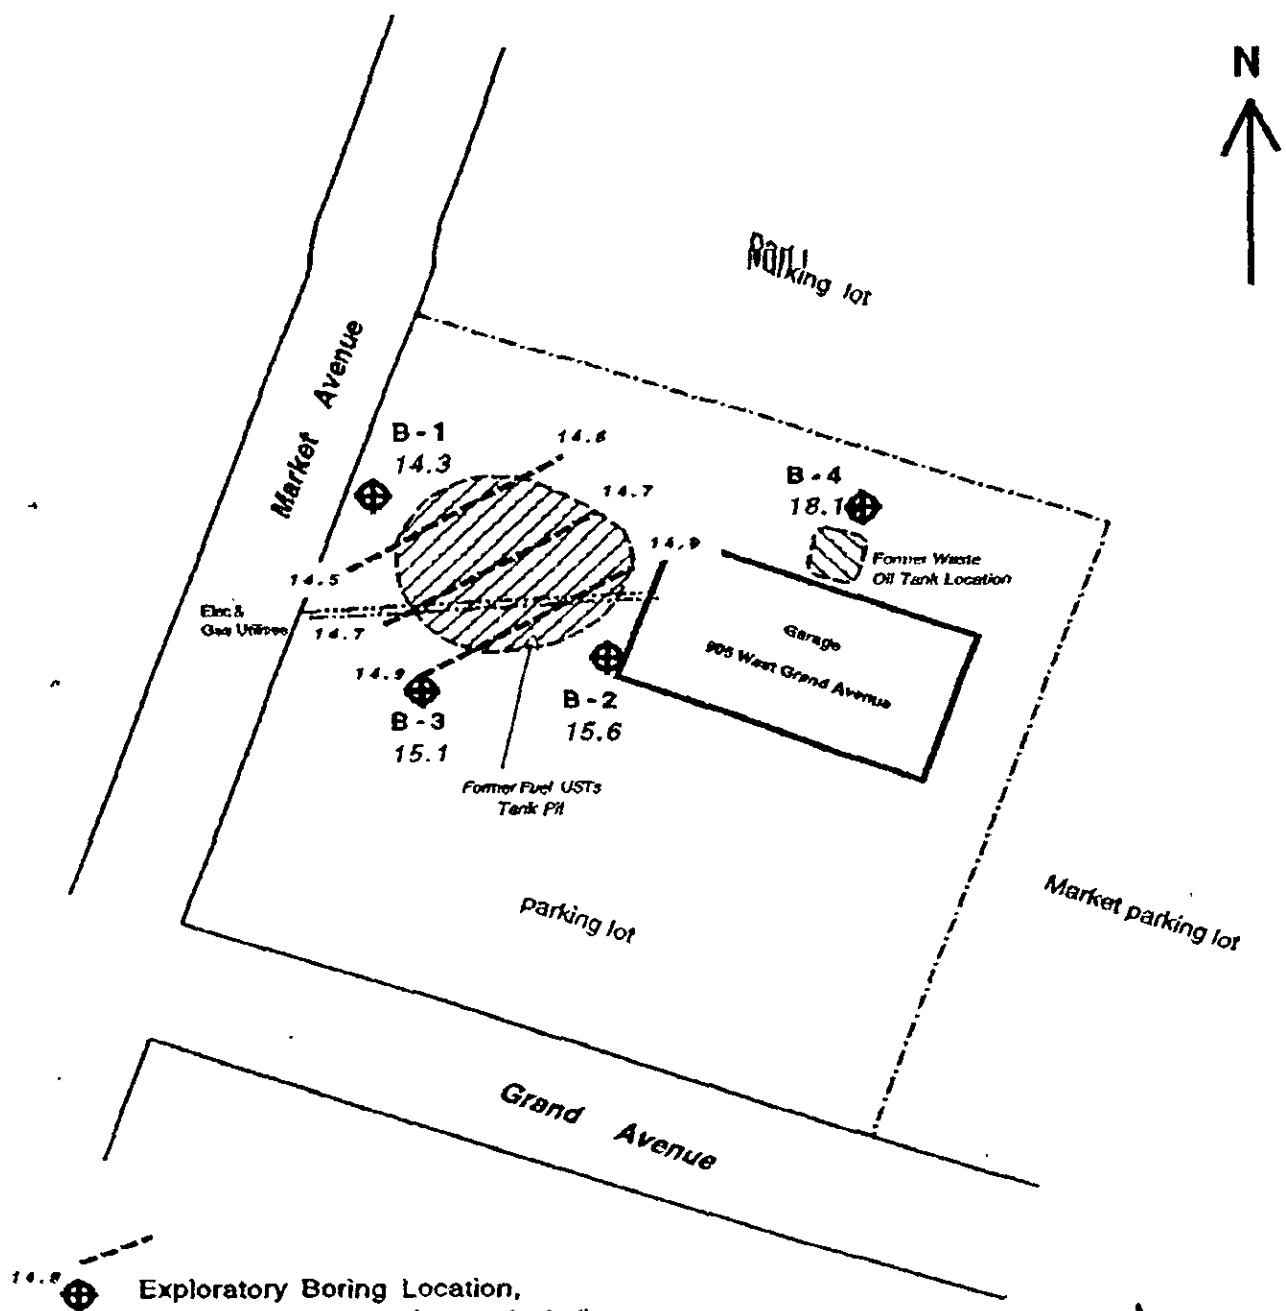 N
parking lot
Market Avenue
B-1
14.3
14.6
B-4
18.1
14.7
14.9
14.5
Former Waste
Oil Tank Location
Elec &
Gas Utilities
14.7
Garage
905 West Grand Avenue
14.9
B-3
15.1
B-2
15.6
Former Fuel USTs
Tank Pit
parking lot
Market parking lot
Grand Avenue
Exploratory Boring Location,